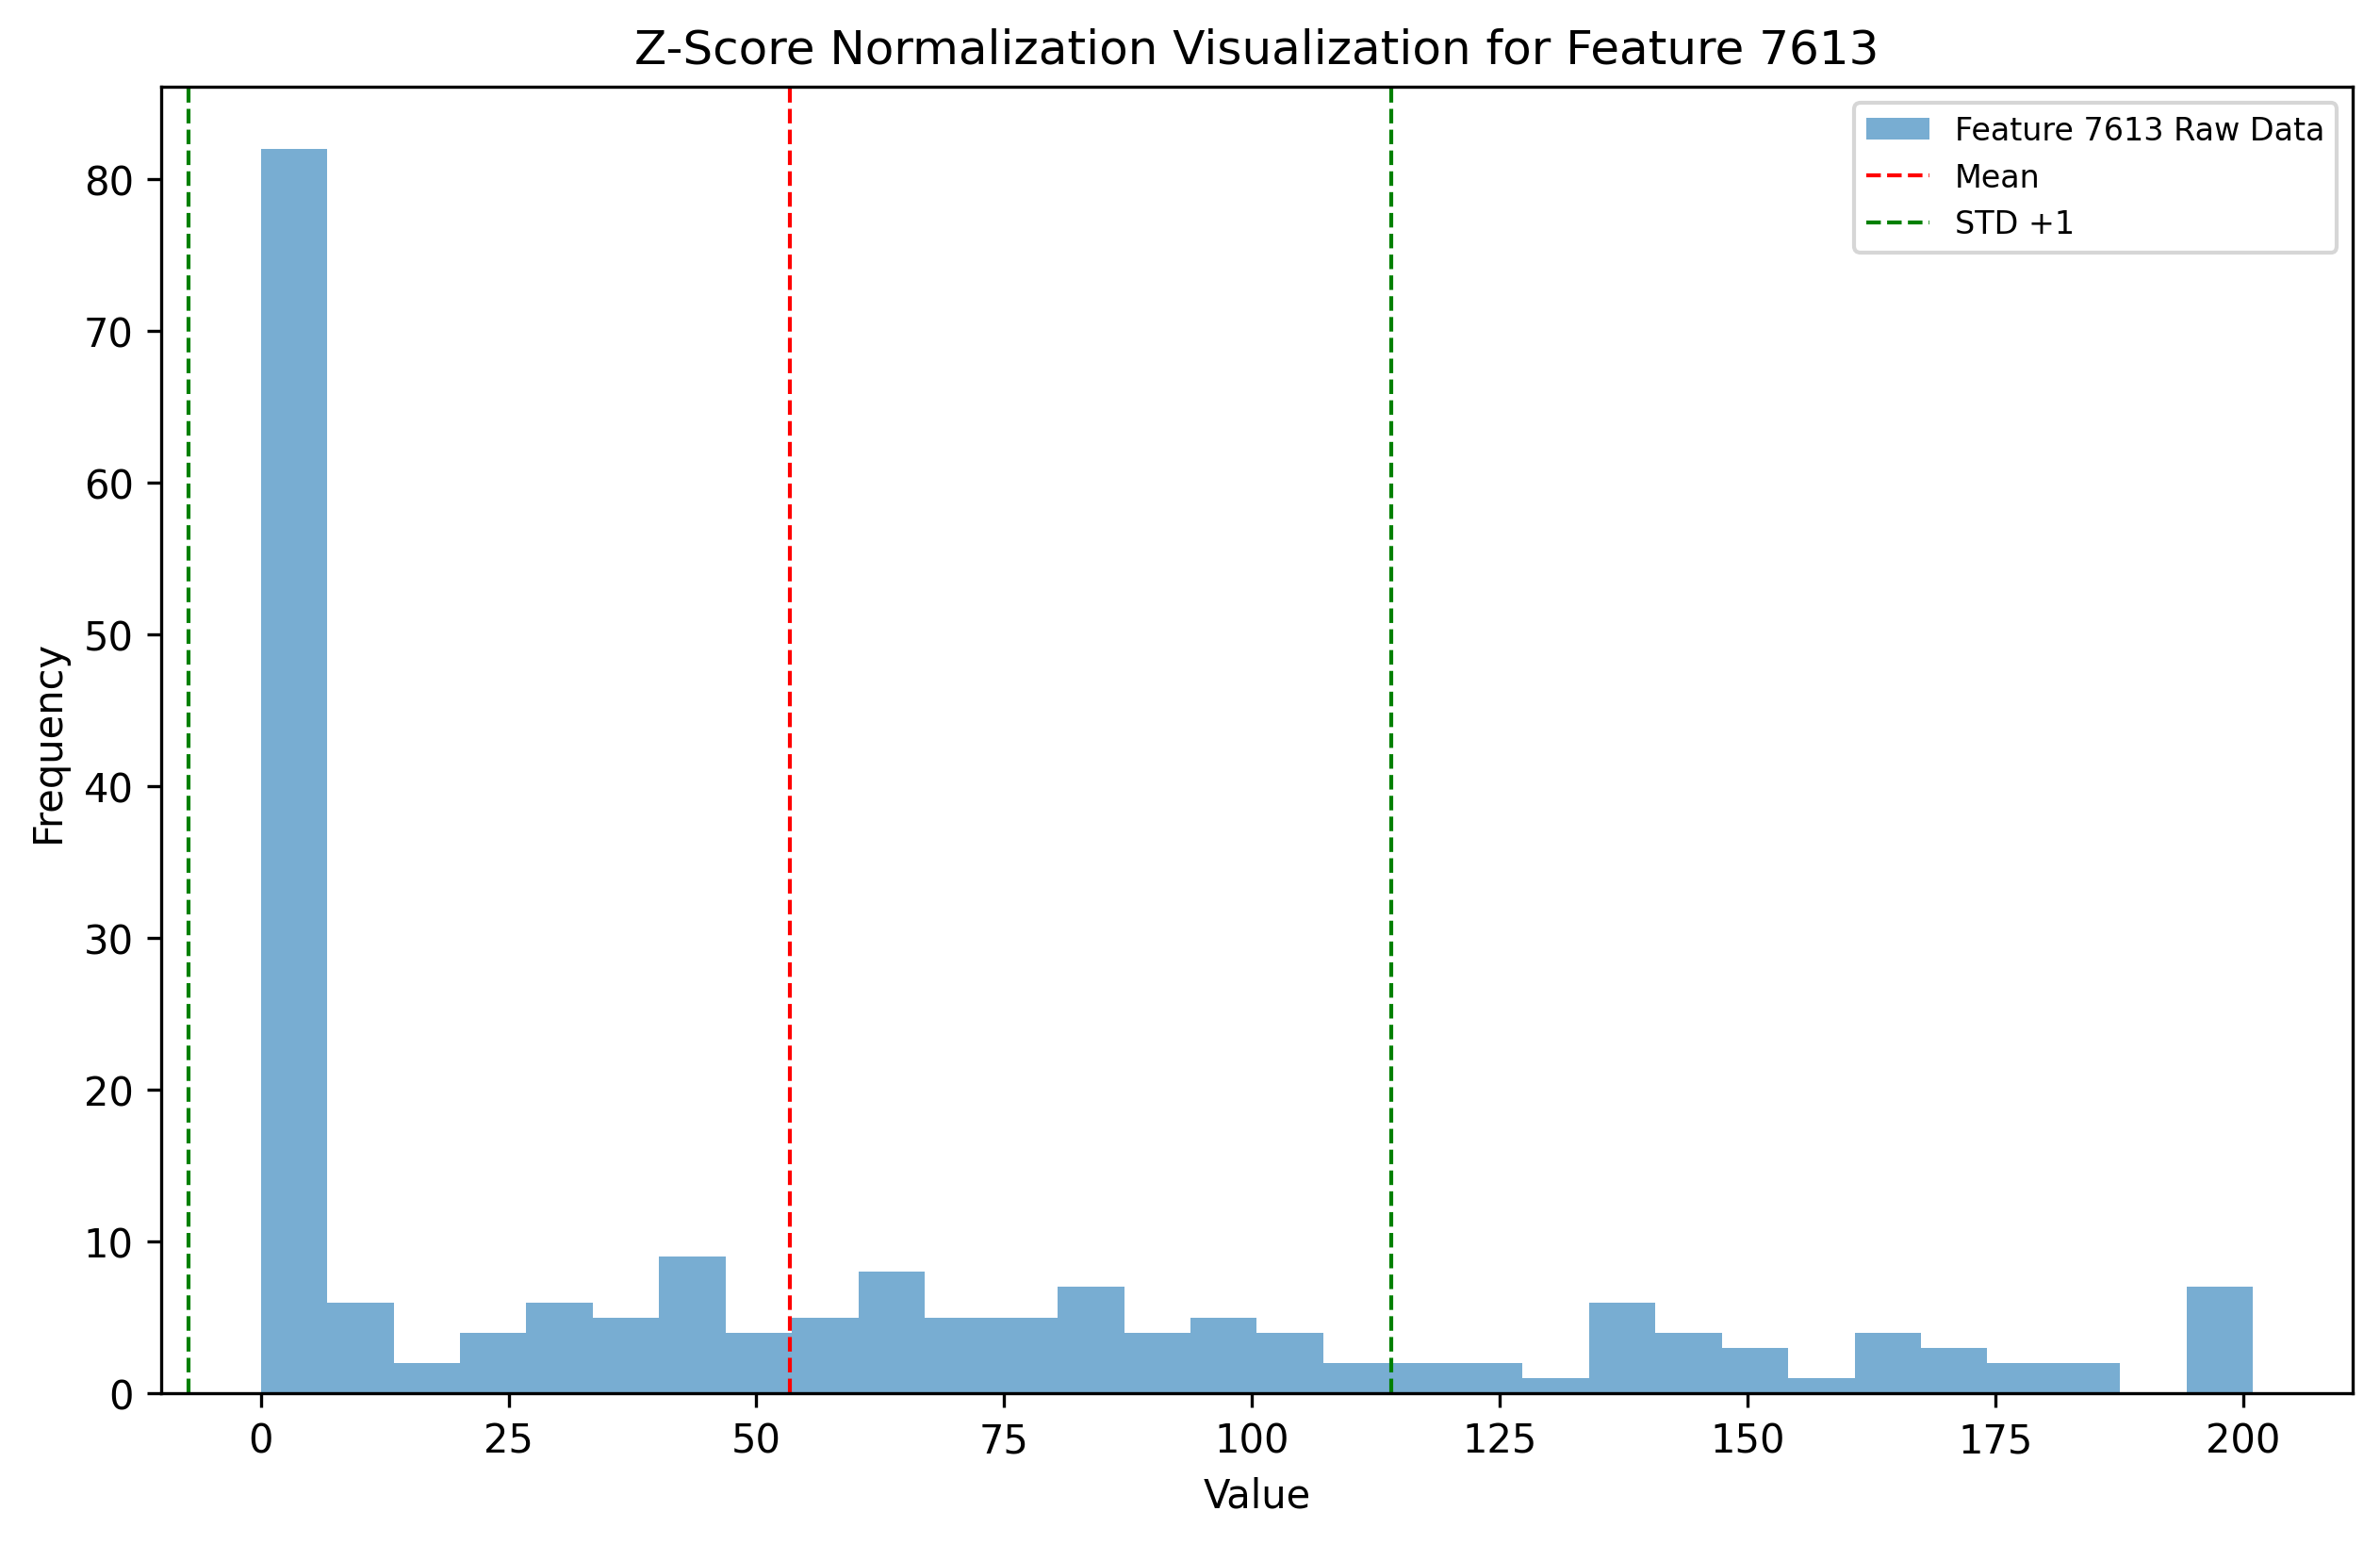 Z-Score Normalization Visualization for Feature 7613
Feature 7613 Raw Data
Mean
STD +1
80
70
60
50
40
30
20
10
0
Frequency
0 25 50 75 100 125 150 175 200
Value